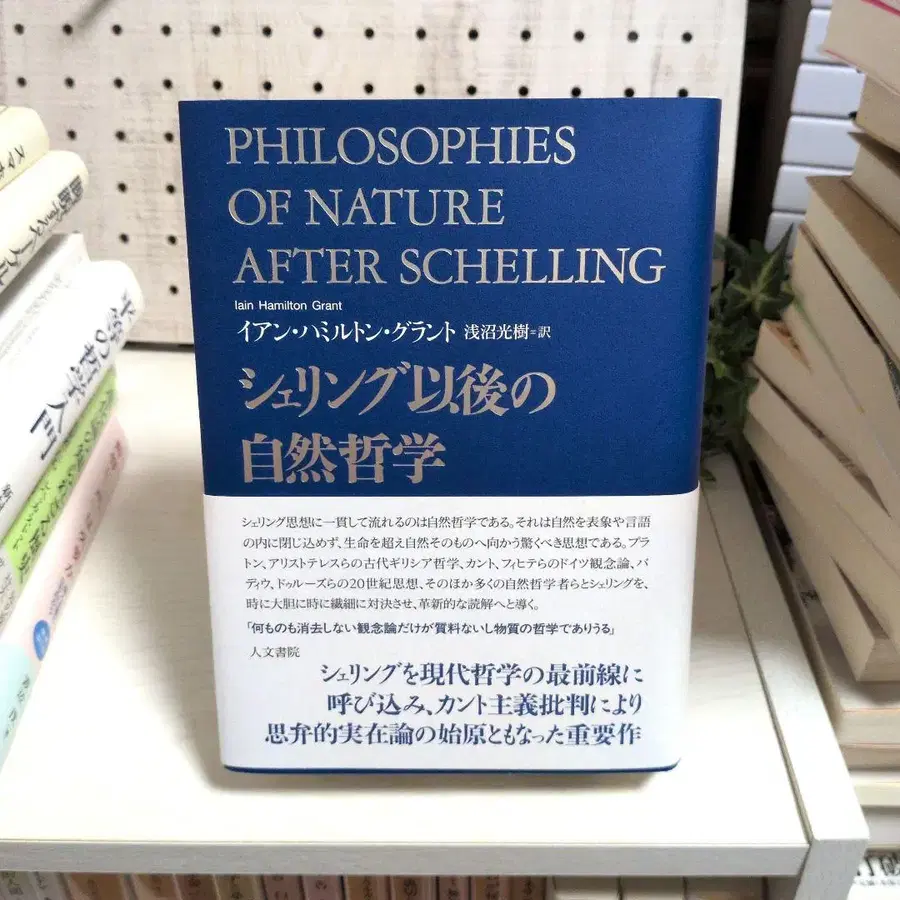 PHILOSOPHIES
OF NATURE
AFTER SCHELLING
Iain Hamilton Grant
イアン・ハミルトン・グラント 浅沼光樹=訳
シェリング以後の
自然哲学
シェリング思想に一貫して流れるのは自然哲学である。それは自然を表象や言語
の内に閉じ込めず、生命を超え自然そのものへ向かう驚くべき思想である。プラ
トン、アリストテレスらの古代ギリシア哲学、カント、フィヒテらのドイツ観念論、バ
ディウ、ドゥルーズらの20世紀思想、そのほか多くの自然哲学者らとシェリングを、
時に大胆に時に繊細に対決させ、革新的な読解へと導く。
「何ものも消去しない観念論だけが質料ないし物質の哲学でありうる」
人文書院
シェリングを現代哲学の最前線に
呼び込み、カント主義批判により
思弁的実在論の始原ともなった重要作